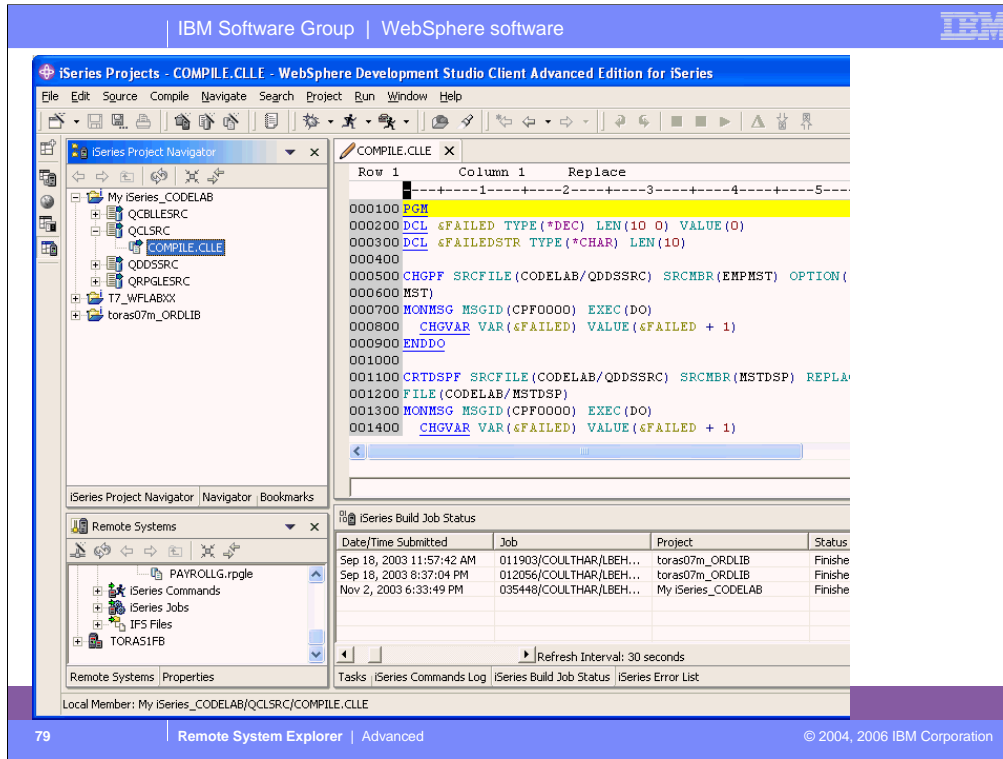 IBM Software Group | WebSphere software
IBM
iSeries Projects - COMPILE.CLLE - WebSphere Development Studio Client Advanced Edition for iSeries
File Edit Source Compile Navigate Search Project Run Window Help
iSeries Project Navigator
My iSeries_CODELAB
QCBLLESRC
QCLSRC
COMPILE.CLLE
QDDSSRC
QRPGLESRC
T7_WFLABXX
toras07m_ORDLIB
iSeries Project Navigator Navigator Bookmarks
COMPILE.CLLE
Row 1 Column 1 Replace
----+----1----+----2----+----3----+----4----+----5---
000100 PGM
000200 DCL &FAILED TYPE(*DEC) LEN(10 0) VALUE(0)
000300 DCL &FAILEDSTR TYPE(*CHAR) LEN(10)
000400
000500 CHGPF SRCFILE(CODELAB/QDDSSRC) SRCMBR(EMPMST) OPTION(
000600 MST)
000700 MONMSG MSGID(CPF0000) EXEC(DO)
000800 CHGVAR VAR(&FAILED) VALUE(&FAILED + 1)
000900 ENDDO
001000
001100 CRTDSPF SRCFILE(CODELAB/QDDSSRC) SRCMBR(MSTDSP) REPLA
001200 FILE(CODELAB/MSTDSP)
001300 MONMSG MSGID(CPF0000) EXEC(DO)
001400 CHGVAR VAR(&FAILED) VALUE(&FAILED + 1)
Remote Systems
PAYROLLG.rpgle
iSeries Commands
iSeries Jobs
IFS Files
TORAS1FB
Remote Systems Properties
iSeries Build Job Status
Date/Time Submitted Job Project Status
Sep 18, 2003 11:57:42 AM 011903/COULTHAR/LBEH... toras07m_ORDLIB Finishe
Sep 18, 2003 8:37:04 PM 012056/COULTHAR/LBEH... toras07m_ORDLIB Finishe
Nov 2, 2003 6:33:49 PM 035448/COULTHAR/LBEH... My iSeries_CODELAB Finishe
Refresh Interval: 30 seconds
Tasks iSeries Commands Log iSeries Build Job Status iSeries Error List
Local Member: My iSeries_CODELAB/QCLSRC/COMPILE.CLLE
79 Remote System Explorer | Advanced © 2004, 2006 IBM Corporation